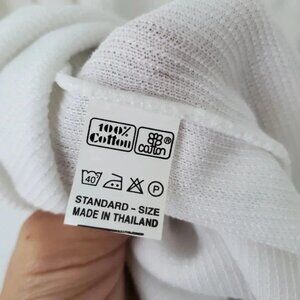 100% Cotton
cotton®
40 P
STANDARD - SIZE
MADE IN THAILAND